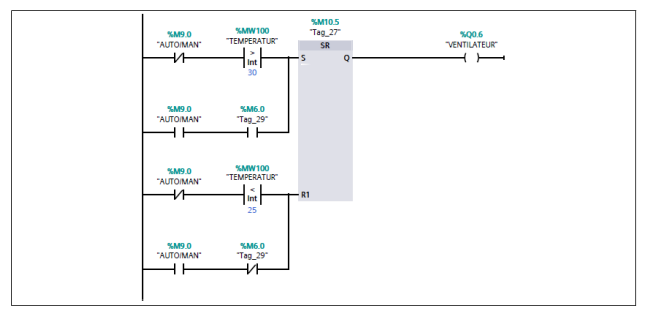 %M10.5
"Tag_27"
%M9.0 %MW100 %Q0.6
"AUTO/MAN" "TEMPERATUR" SR "VENTILATEUR"
>
Int S Q
30
%M9.0 %M6.0
"AUTO/MAN" "Tag_29"
%M9.0 %MW100
"AUTO/MAN" "TEMPERATUR"
<
Int R1
25
%M9.0 %M6.0
"AUTO/MAN" "Tag_29"